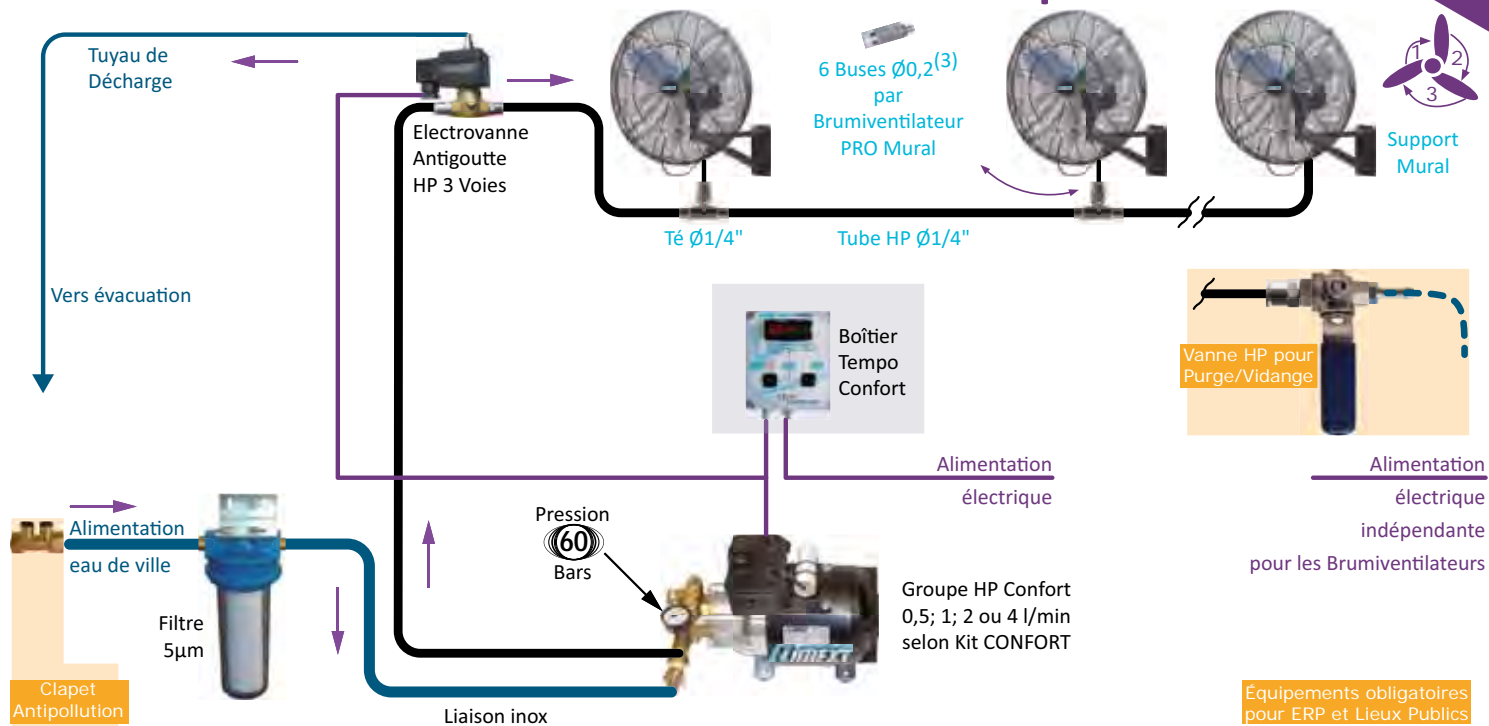 Tuyau de
Décharge
Electrovanne
Antigoutte
HP 3 Voies
6 Buses Ø0,2(3)
par
Brumiventilateur
PRO Mural
1
2
3
Support
Mural
Té Ø1/4"
Tube HP Ø1/4"
Vers évacuation
Boîtier
Tempo
Confort
Vanne HP pour
Purge/Vidange
Alimentation
électrique
Alimentation
électrique
indépendante
pour les Brumiventilateurs
Alimentation
eau de ville
Pression
60
Bars
Filtre
5µm
Groupe HP Confort
0,5; 1; 2 ou 4 l/min
selon Kit CONFORT
CLIMEXT
Clapet
Antipollution
Liaison inox
Équipements obligatoires
pour ERP et Lieux Publics